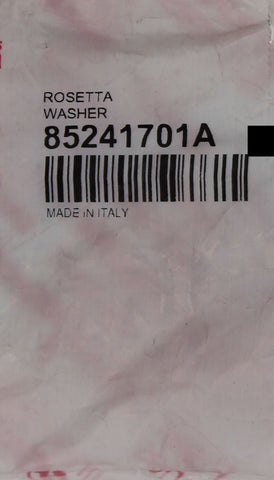 ROSETTA
WASHER
85241701A
MADE IN ITALY